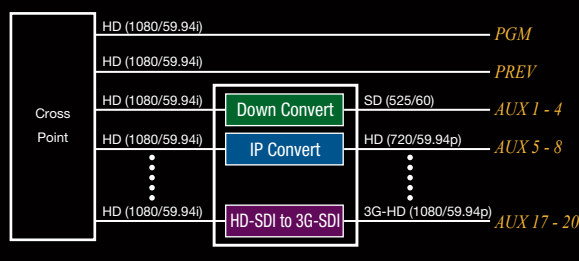 HD (1080/59.94i)
PGM
HD (1080/59.94i)
PREV
Cross
Point
HD (1080/59.94i)
Down Convert
SD (525/60)
AUX 1 - 4
HD (1080/59.94i)
IP Convert
HD (720/59.94p)
AUX 5 - 8
HD (1080/59.94i)
HD-SDI to 3G-SDI
3G-HD (1080/59.94p)
AUX 17 - 20